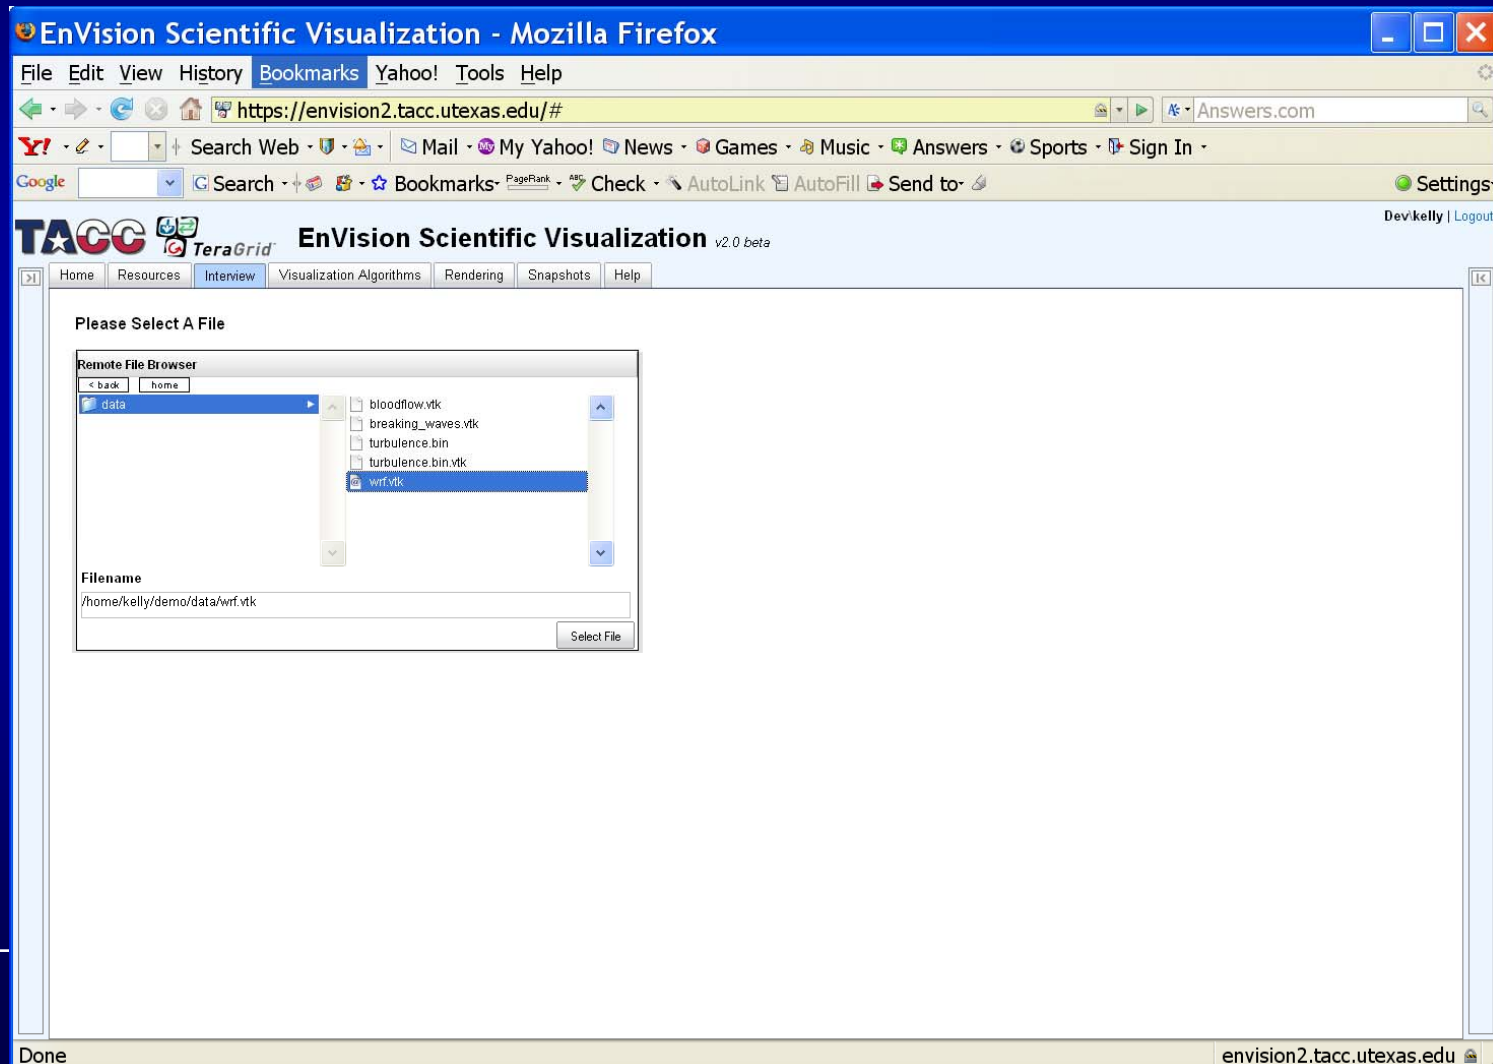 EnVision Scientific Visualization - Mozilla Firefox
File Edit View History Bookmarks Yahoo! Tools Help
https://envision2.tacc.utexas.edu/# Answers.com
Y! Search Web Mail My Yahoo! News Games Music Answers Sports Sign In
Google Search Bookmarks PageRank Check AutoLink AutoFill Send to Settings
TACC TeraGrid EnVision Scientific Visualization v2.0 beta Dev\kelly | Logout
Home Resources Interview Visualization Algorithms Rendering Snapshots Help
Please Select A File
Remote File Browser
< back home
data
bloodflow.vtk
breaking_waves.vtk
turbulence.bin
turbulence.bin.vtk
wrf.vtk
Filename
/home/kelly/demo/data/wrf.vtk
Select File
Done envision2.tacc.utexas.edu